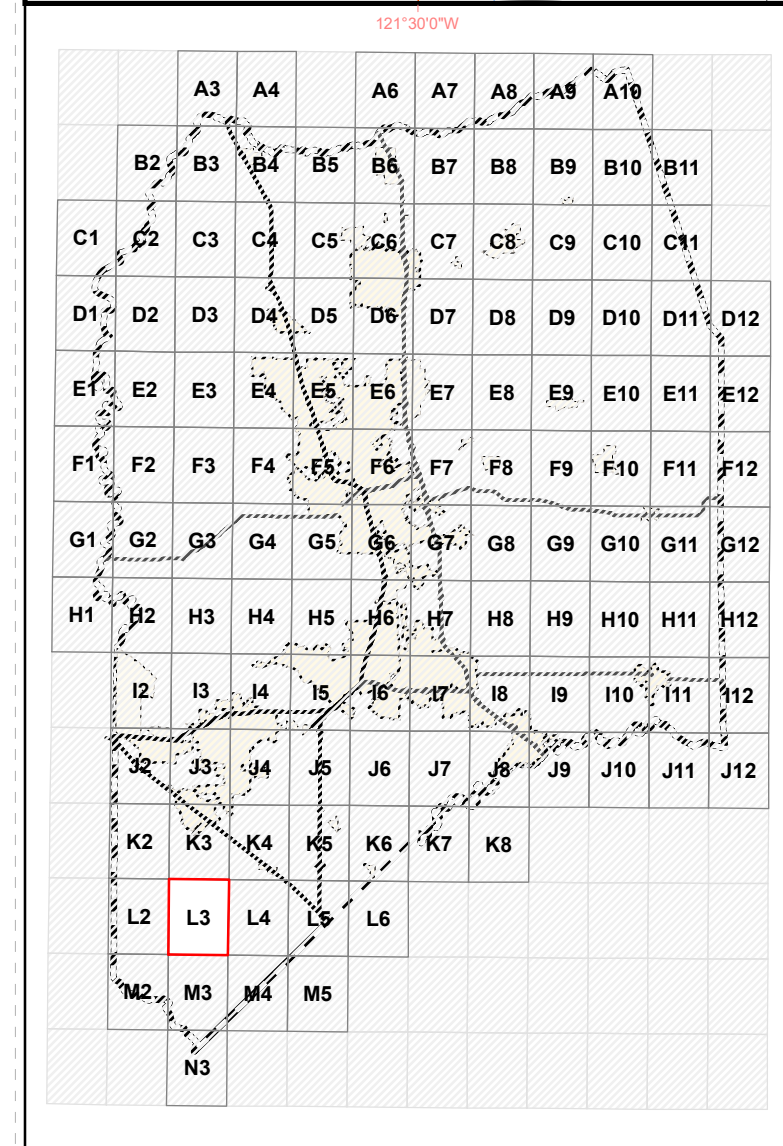 121°30'0"W
A3 A4 A6 A7 A8 A9 A10
B2 B3 B4 B5 B6 B7 B8 B9 B10 B11
C1 C2 C3 C4 C5 C6 C7 C8 C9 C10 C11
D1 D2 D3 D4 D5 D6 D7 D8 D9 D10 D11 D12
E1 E2 E3 E4 E5 E6 E7 E8 E9 E10 E11 E12
F1 F2 F3 F4 F5 F6 F7 F8 F9 F10 F11 F12
G1 G2 G3 G4 G5 G6 G7 G8 G9 G10 G11 G12
H1 H2 H3 H4 H5 H6 H7 H8 H9 H10 H11 H12
I2 I3 I4 I5 I6 I7 I8 I9 I10 I11 I12
J2 J3 J4 J5 J6 J7 J8 J9 J10 J11 J12
K2 K3 K4 K5 K6 K7 K8
L2 L3 L4 L5 L6
M2 M3 M4 M5
N3